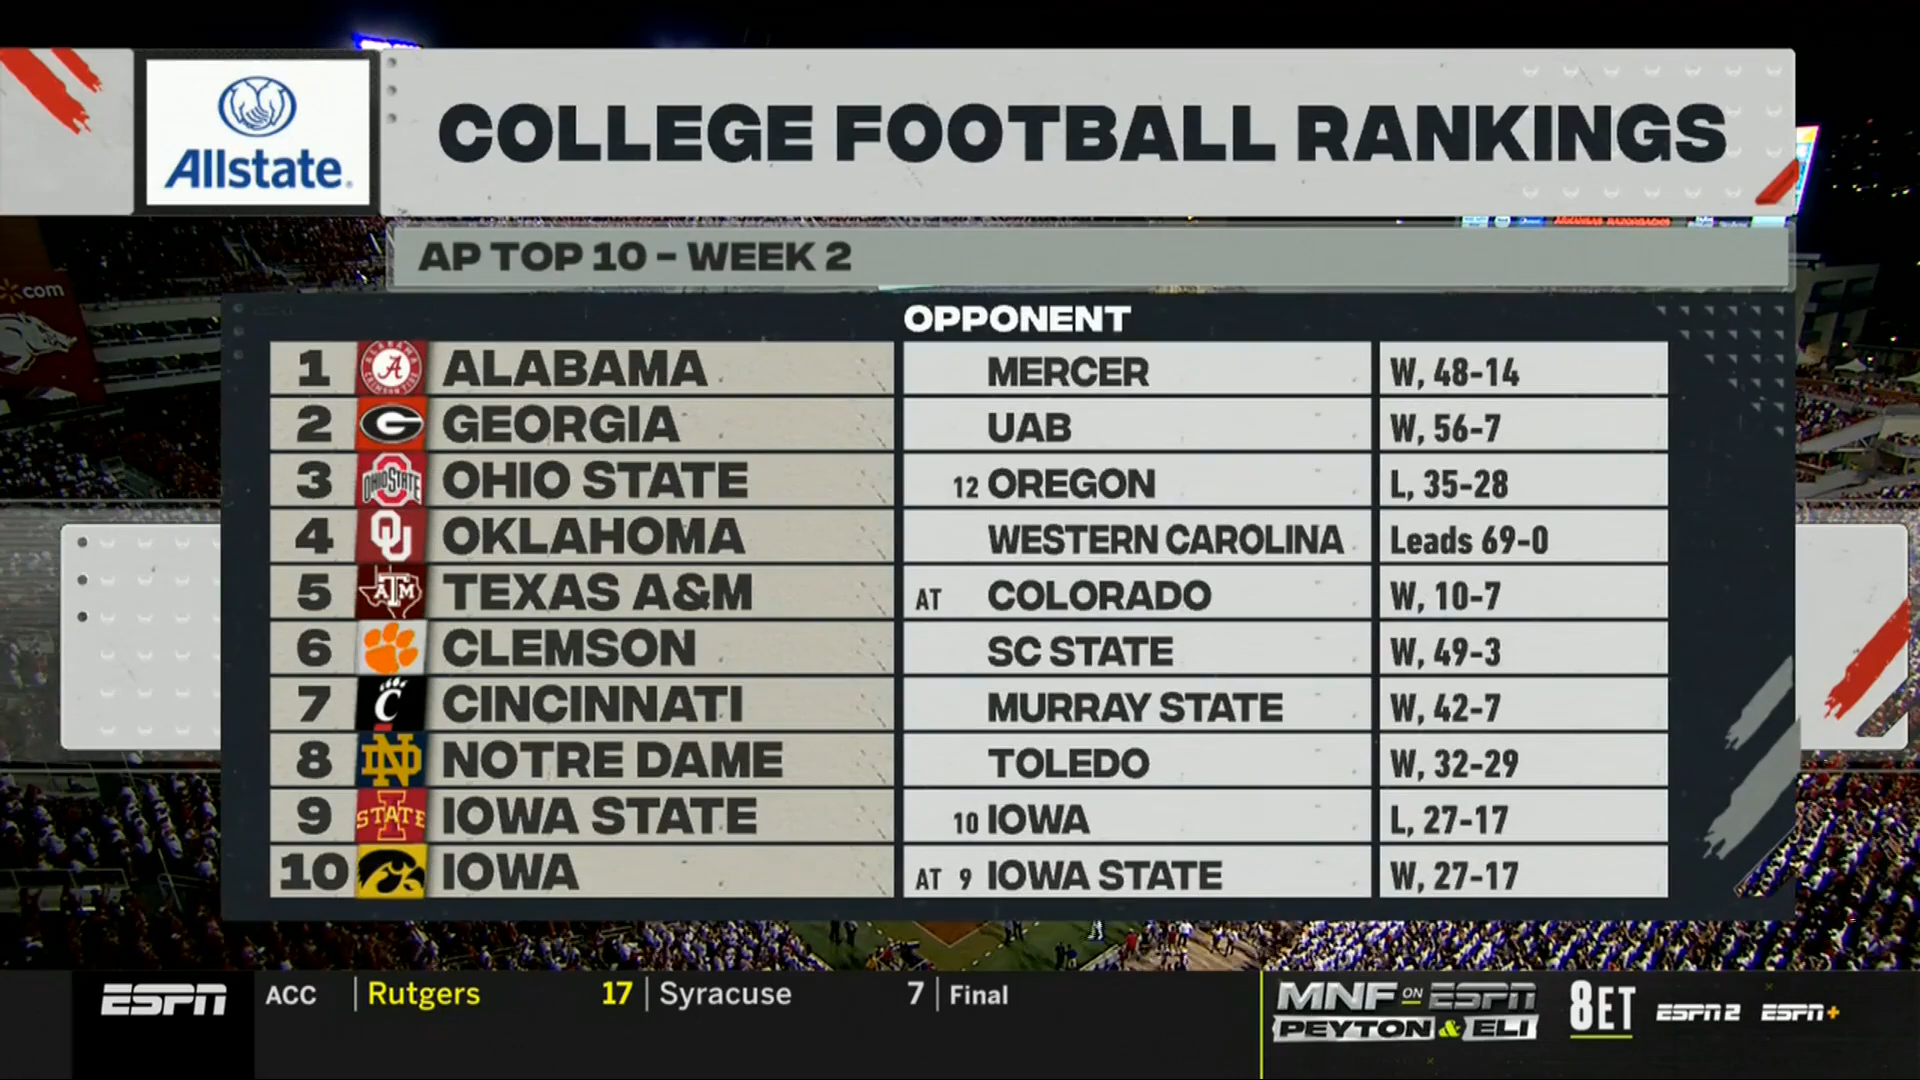 Allstate.
COLLEGE FOOTBALL RANKINGS
AP TOP 10 - WEEK 2
OPPONENT
1 ALABAMA MERCER W, 48-14
2 GEORGIA UAB W, 56-7
3 OHIO STATE 12 OREGON L, 35-28
4 OKLAHOMA WESTERN CAROLINA Leads 69-0
5 TEXAS A&M AT COLORADO W, 10-7
6 CLEMSON SC STATE W, 49-3
7 CINCINNATI MURRAY STATE W, 42-7
8 NOTRE DAME TOLEDO W, 32-29
9 IOWA STATE 10 IOWA L, 27-17
10 IOWA AT 9 IOWA STATE W, 27-17
ESPN ACC Rutgers 17 Syracuse 7 Final
MNF ON ESPN
PEYTON & ELI
8ET ESPN2 ESPN+
.com
ARKANSAS RAZORBACKS